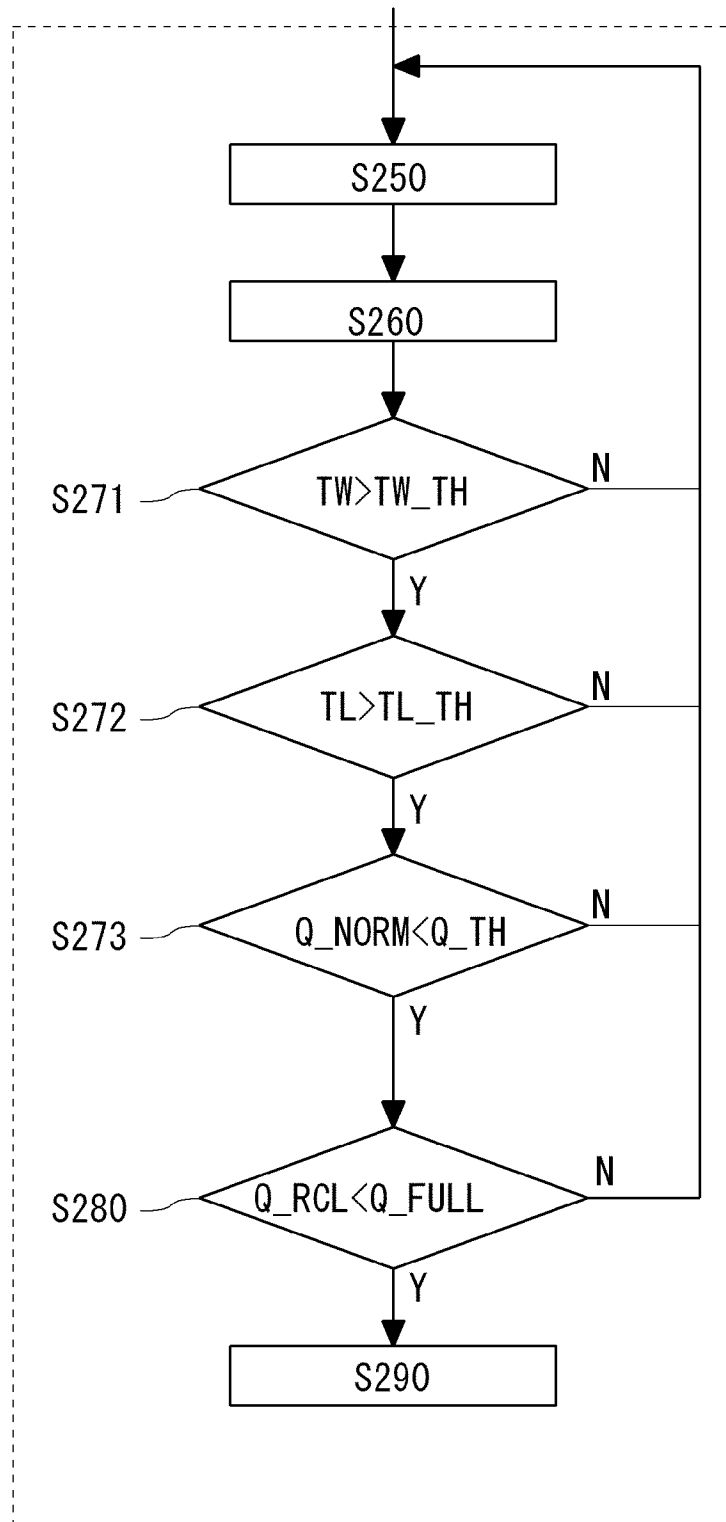 S250
S260
S271
TW>TW_TH
N
Y
S272
TL>TL_TH
N
Y
S273
Q_NORM<Q_TH
N
Y
S280
Q_RCL<Q_FULL
N
Y
S290